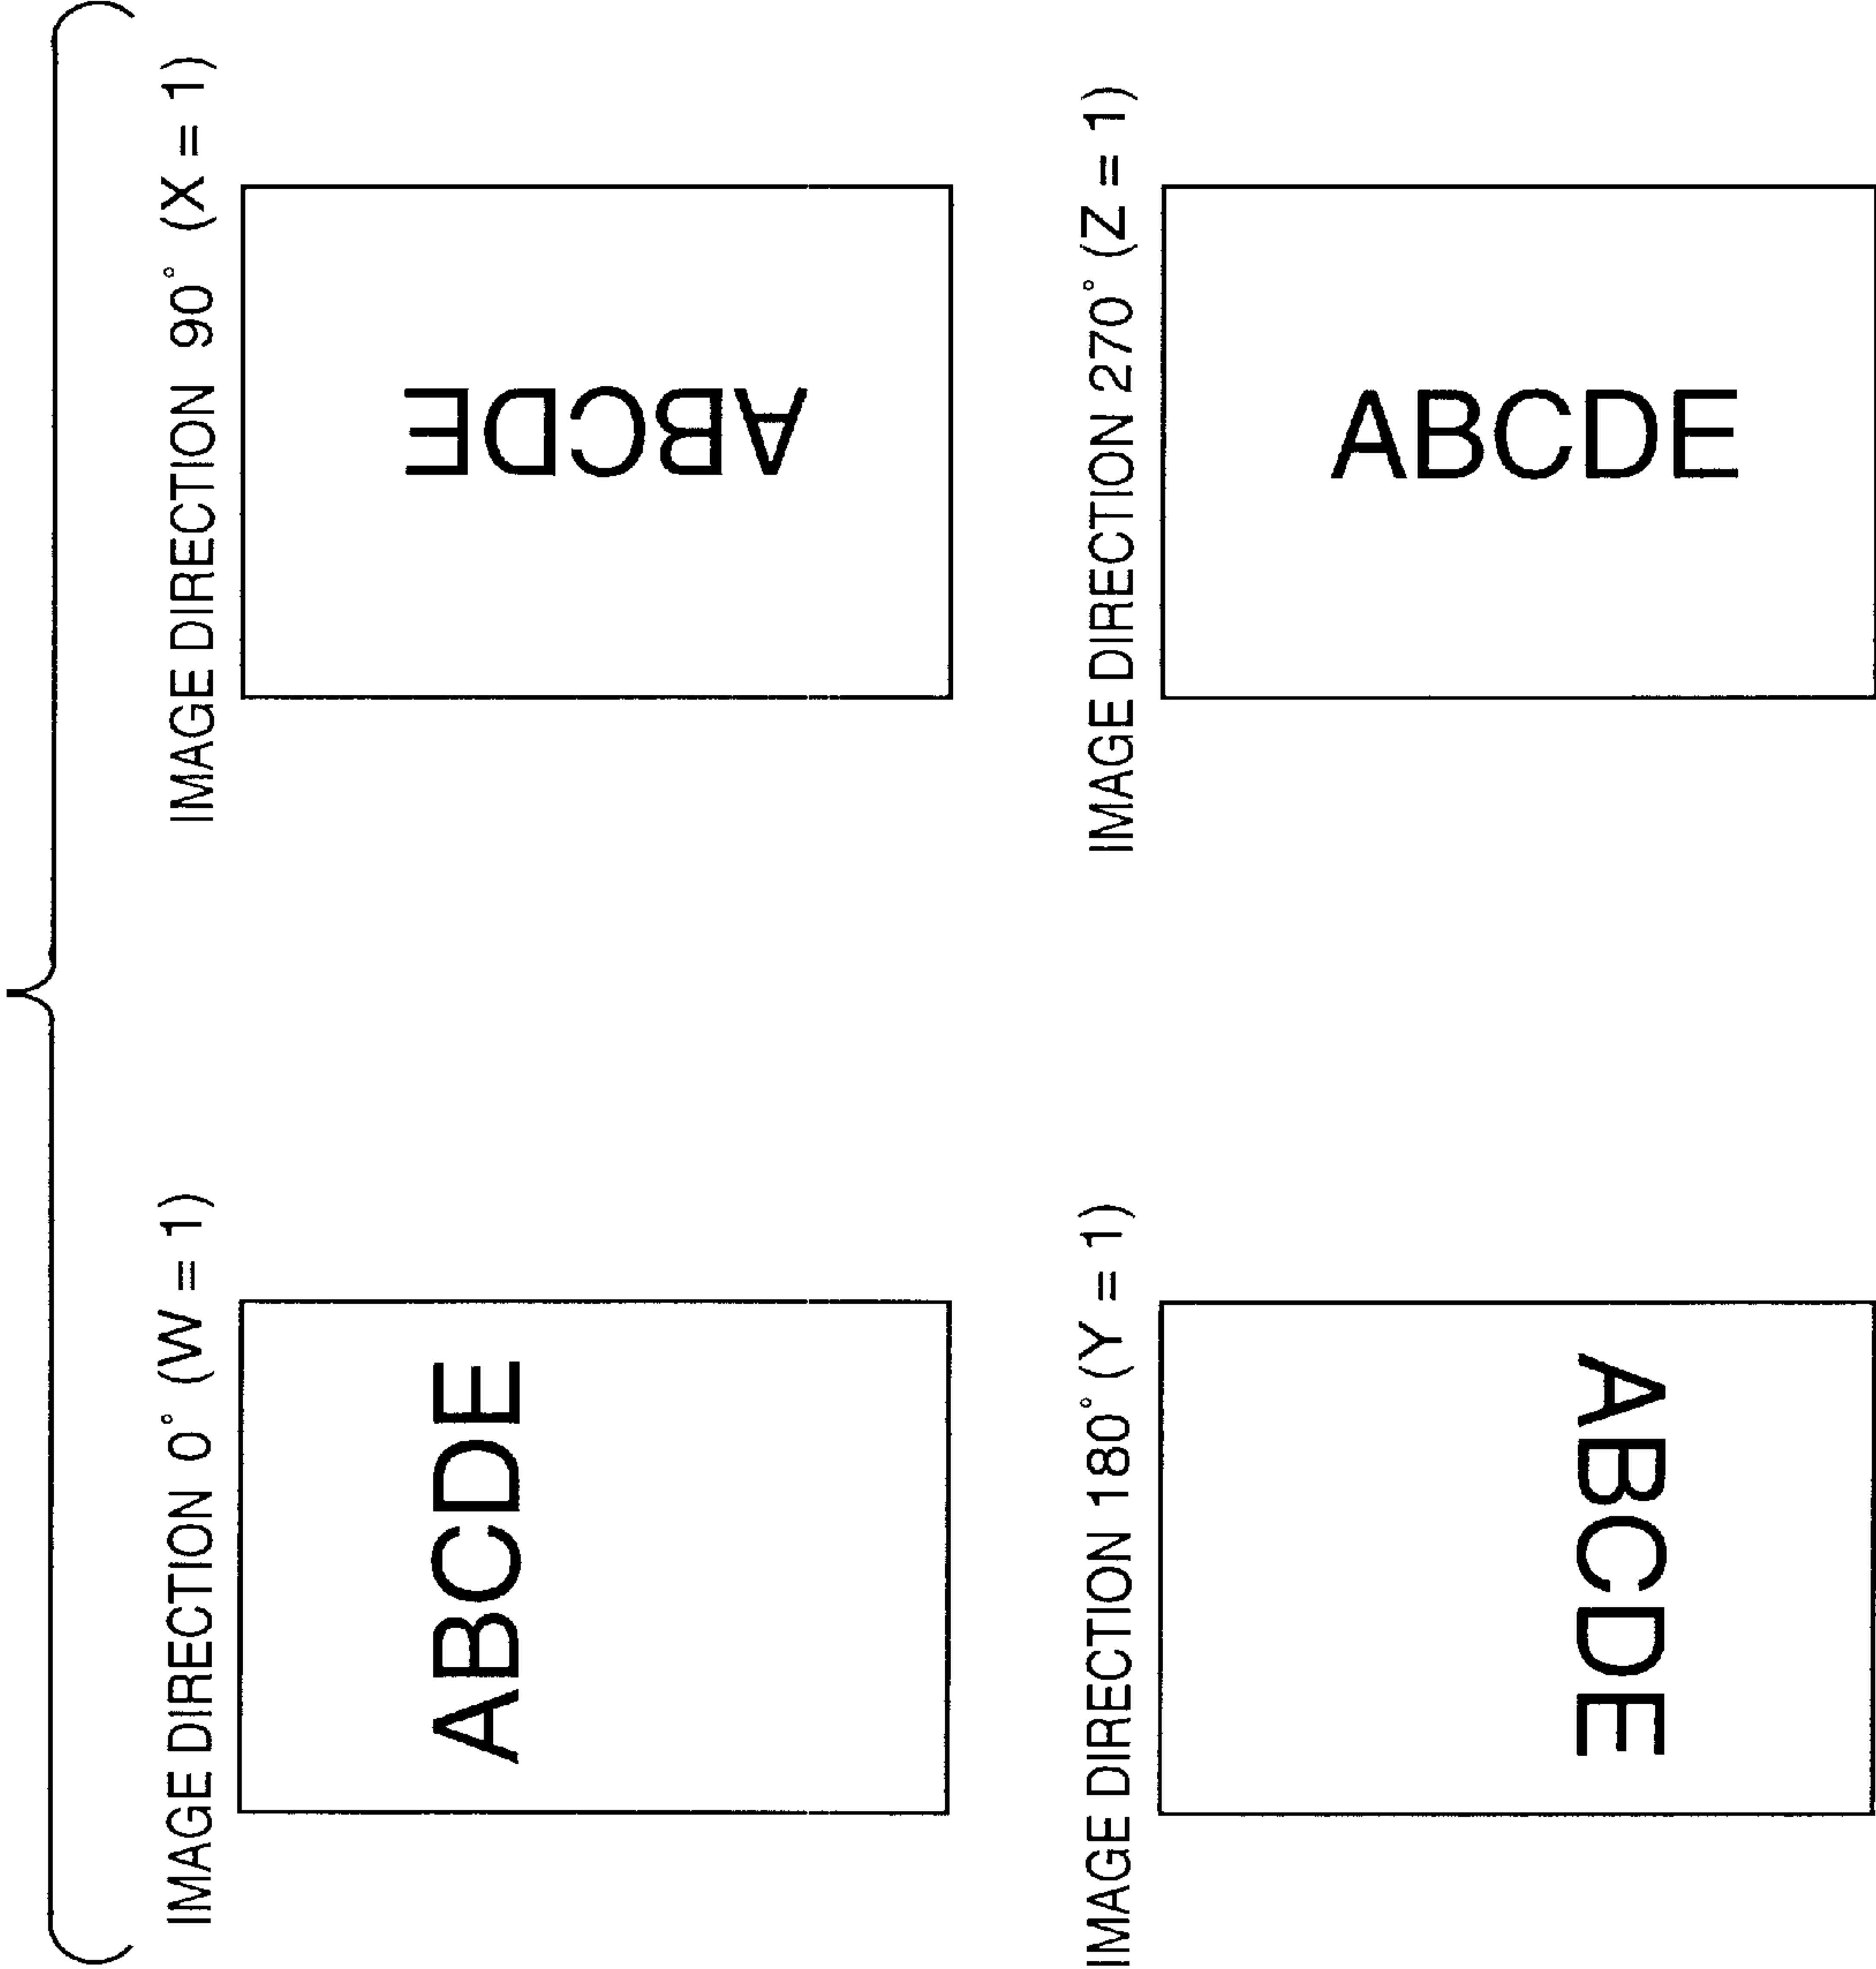 IMAGE DIRECTION 0° (W = 1)
ABCDE
IMAGE DIRECTION 90° (X = 1)
ABCDE
IMAGE DIRECTION 180° (Y = 1)
ABCDE
IMAGE DIRECTION 270° (Z = 1)
ABCDE